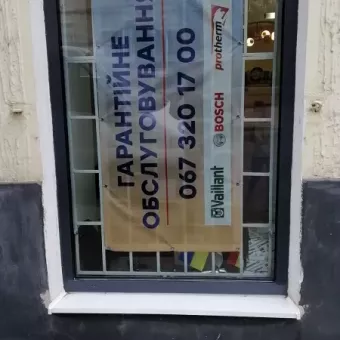 ГАРАНТІЙНЕ
ОБСЛУГОВУВАННЯ
067 320 17 00
Vaillant
BOSCH
protherm